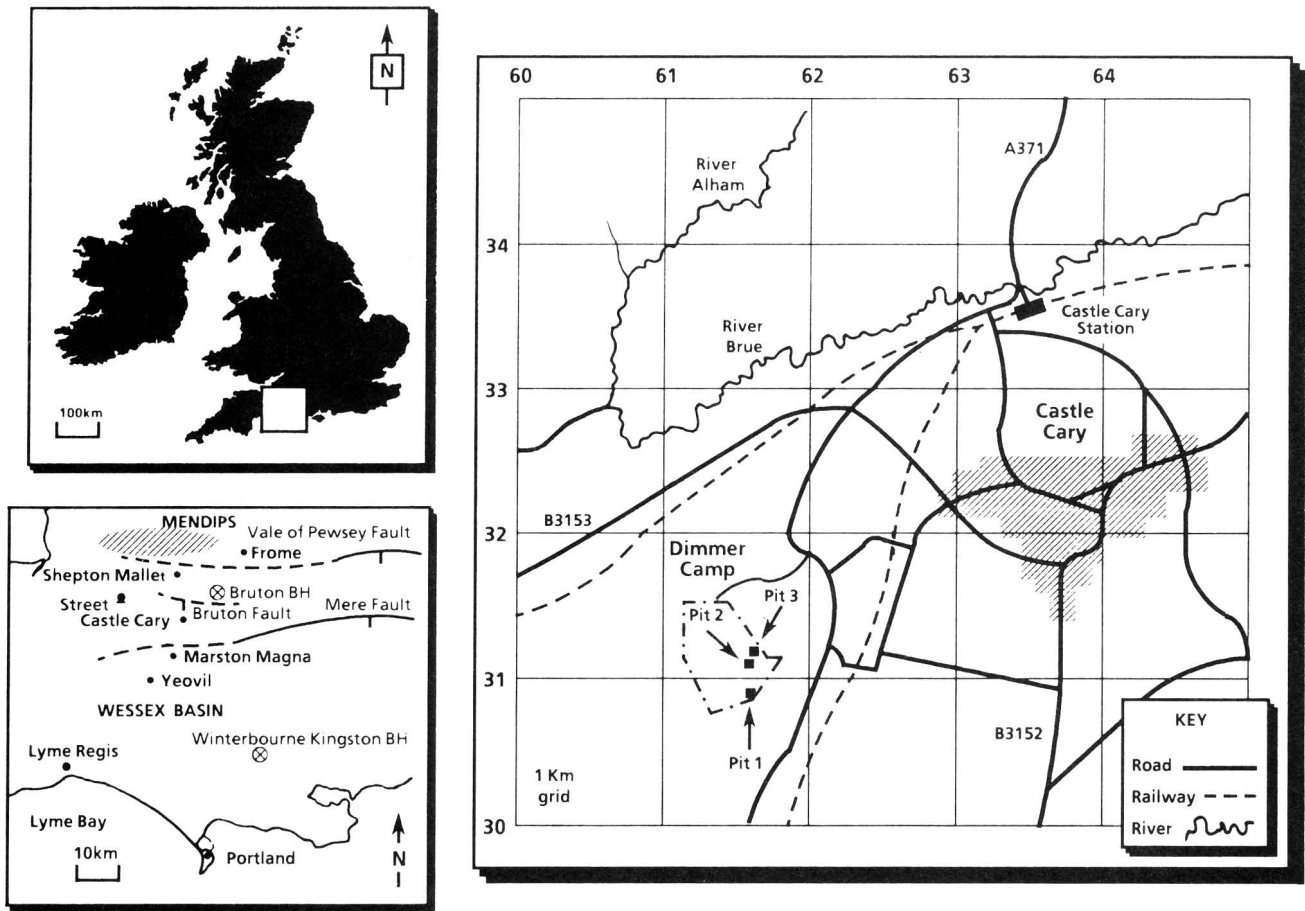 N
100km
MENDIPS
Vale of Pewsey Fault
Frome
Shepton Mallet
Bruton BH
Street
Mere Fault
Castle Cary
Bruton Fault
Marston Magna
Yeovil
WESSEX BASIN
Winterbourne Kingston BH
Lyme Regis
Lyme Bay
10km
Portland
N
60 61 62 63 64
A371
River
Alham
34
Castle Cary
Station
River
Brue
33
Castle
Cary
B3153
32
Dimmer
Camp
Pit 3
Pit 2
31
B3152
Pit 1
1 Km
grid
30
KEY
Road
Railway
River